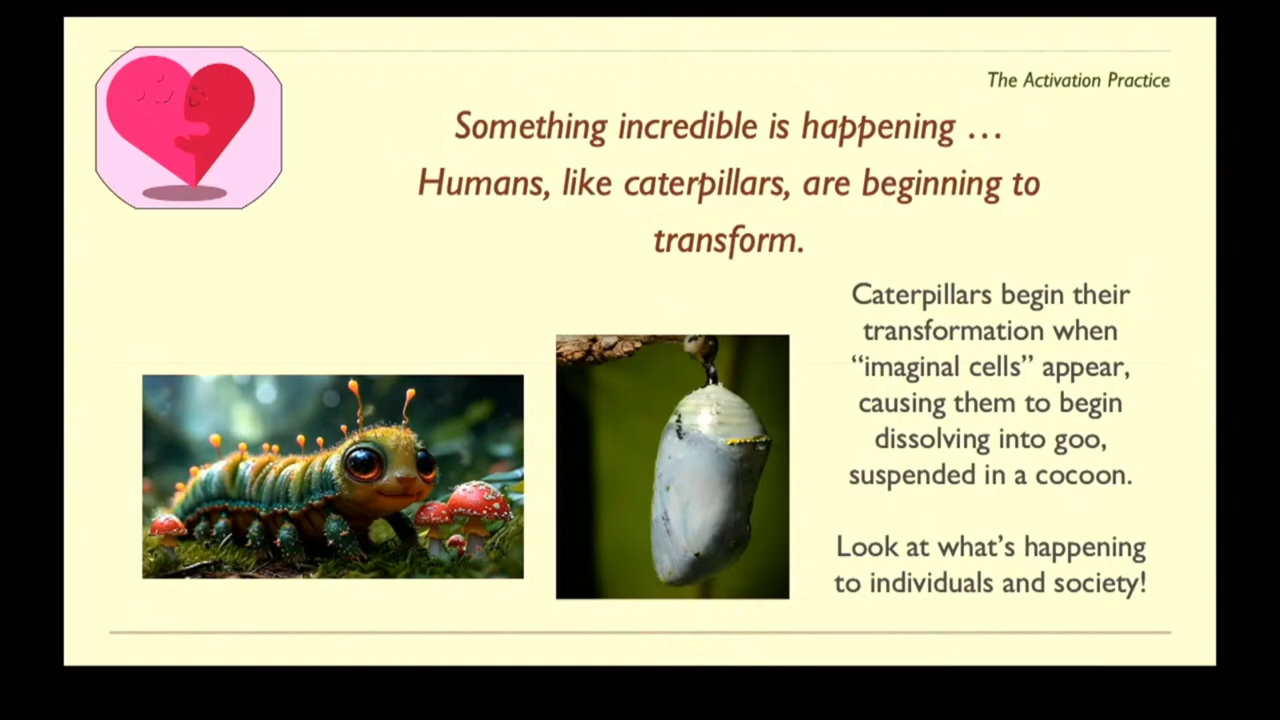 The Activation Practice
Something incredible is happening …
Humans, like caterpillars, are beginning to
transform.
Caterpillars begin their
transformation when
“imaginal cells” appear,
causing them to begin
dissolving into goo,
suspended in a cocoon.
Look at what’s happening
to individuals and society!